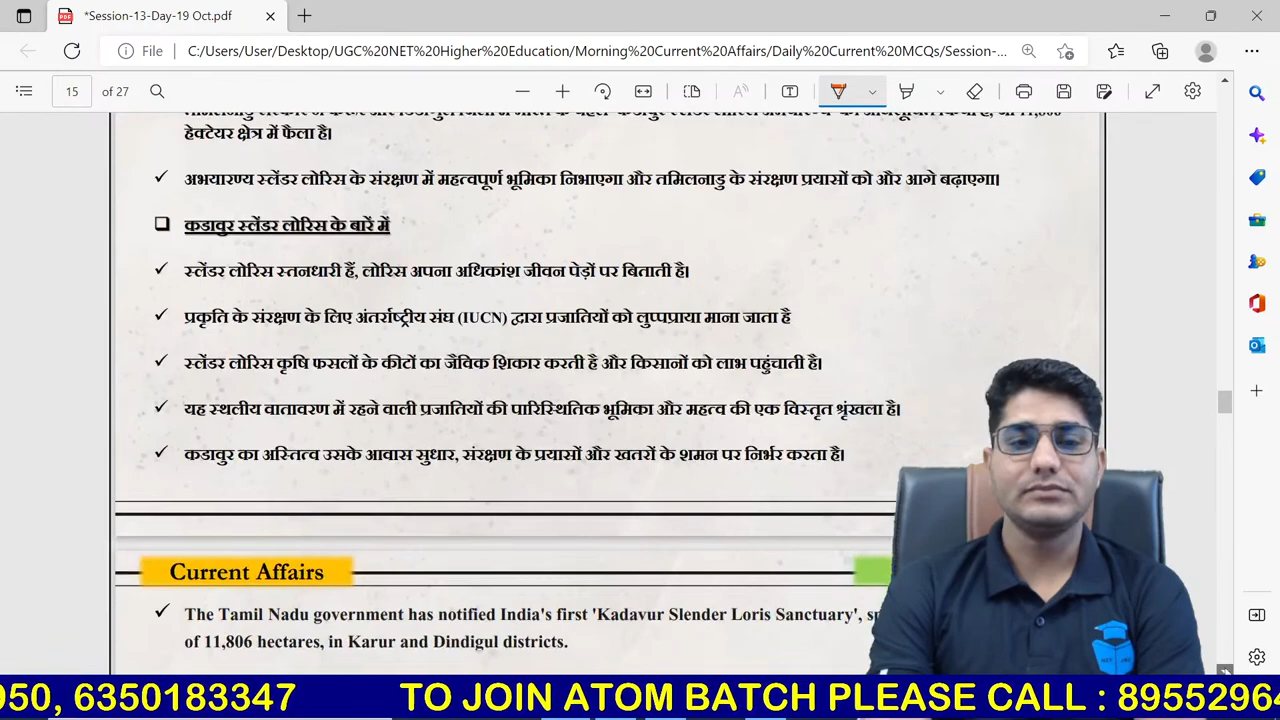 *Session-13-Day-19 Oct.pdf
File C:/Users/User/Desktop/UGC%20NET%20Higher%20Education/Morning%20Current%20Affairs/Daily%20Current%20MCQs/Session-...
15 of 27
हेक्टेयर क्षेत्र में फैला है।
अभयारण्य स्लेंडर लोरिस के संरक्षण में महत्वपूर्ण भूमिका निभाएगा और तमिलनाडु के संरक्षण प्रयासों को और आगे बढ़ाएगा।
कडावुर स्लेंडर लोरिस के बारें में
स्लेंडर लोरिस स्तनधारी हैं, लोरिस अपना अधिकांश जीवन पेड़ों पर बिताती है।
प्रकृति के संरक्षण के लिए अंतर्राष्ट्रीय संघ (IUCN) द्वारा प्रजातियों को लुप्पप्राया माना जाता है
स्लेंडर लोरिस कृषि फसलों के कीटों का जैविक शिकार करती है और किसानों को लाभ पहुंचाती है।
यह स्थलीय वातावरण में रहने वाली प्रजातियों की पारिस्थितिक भूमिका और महत्व की एक विस्तृत श्रृंखला है।
कडावुर का अस्तित्व उसके आवास सुधार, संरक्षण के प्रयासों और खतरों के शमन पर निर्भर करता है।
Current Affairs
The Tamil Nadu government has notified India's first 'Kadavur Slender Loris Sanctuary',
of 11,806 hectares, in Karur and Dindigul districts.
NET JRF
950, 6350183347 TO JOIN ATOM BATCH PLEASE CALL : 8955296